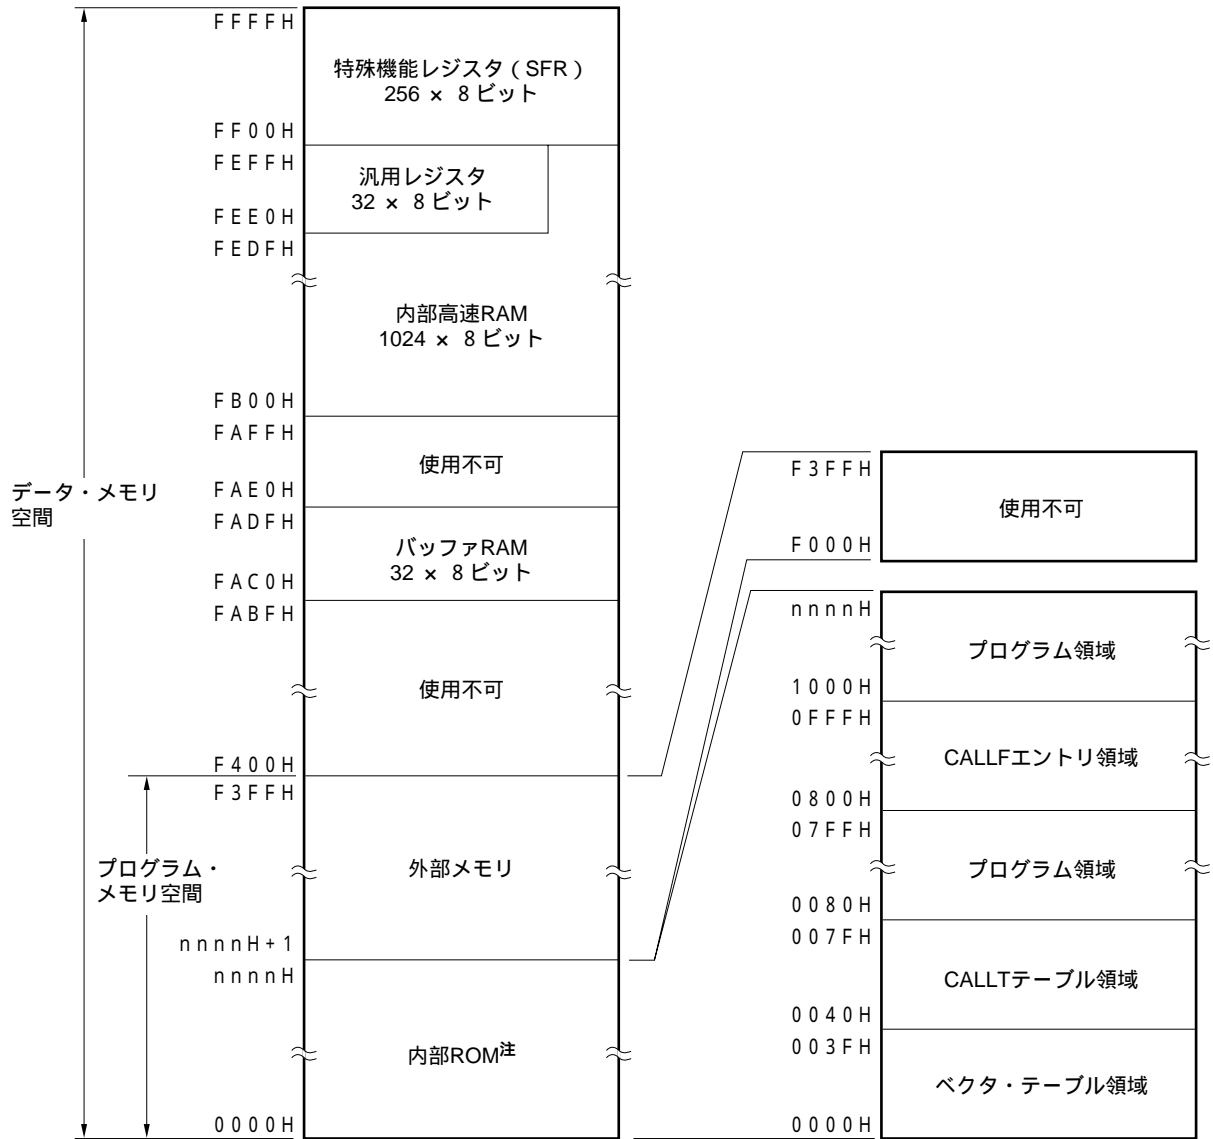 FFFFH
特殊機能レジスタ(SFR)
256 × 8ビット
FF00H
FEFFH
汎用レジスタ
32 × 8ビット
FEE0H
FEDFH
内部高速RAM
1024 × 8ビット
FB00H
FAFFH
使用不可
FAE0H
FADFH
バッファRAM
32 × 8ビット
FAC0H
FABFH
使用不可
F400H
F3FFH
外部メモリ
nnnnH+1
nnnnH
内部ROM注
0000H
データ・メモリ
空間
プログラム・
メモリ空間
F3FFH
使用不可
F000H
nnnnH
プログラム領域
1000H
0FFFH
CALLFエントリ領域
0800H
07FFH
プログラム領域
0080H
007FH
CALLTテーブル領域
0040H
003FH
ベクタ・テーブル領域
0000H